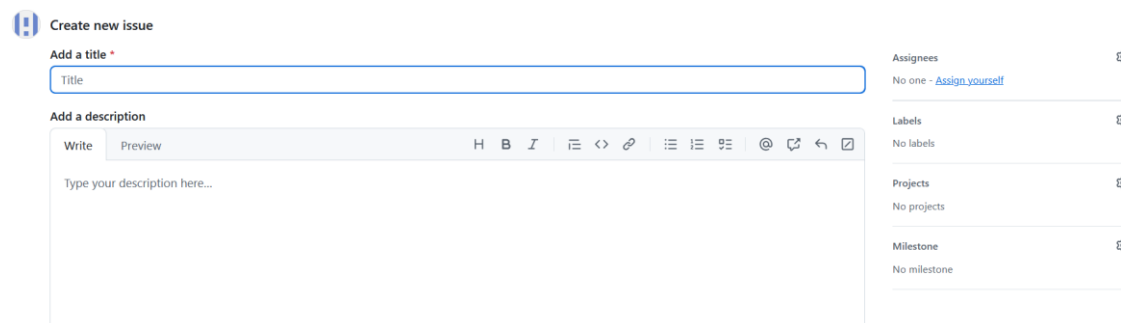 Create new issue
Add a title *
Title
Add a description
Write Preview H B I @
Type your description here...
Assignees
No one - Assign yourself
Labels
No labels
Projects
No projects
Milestone
No milestone